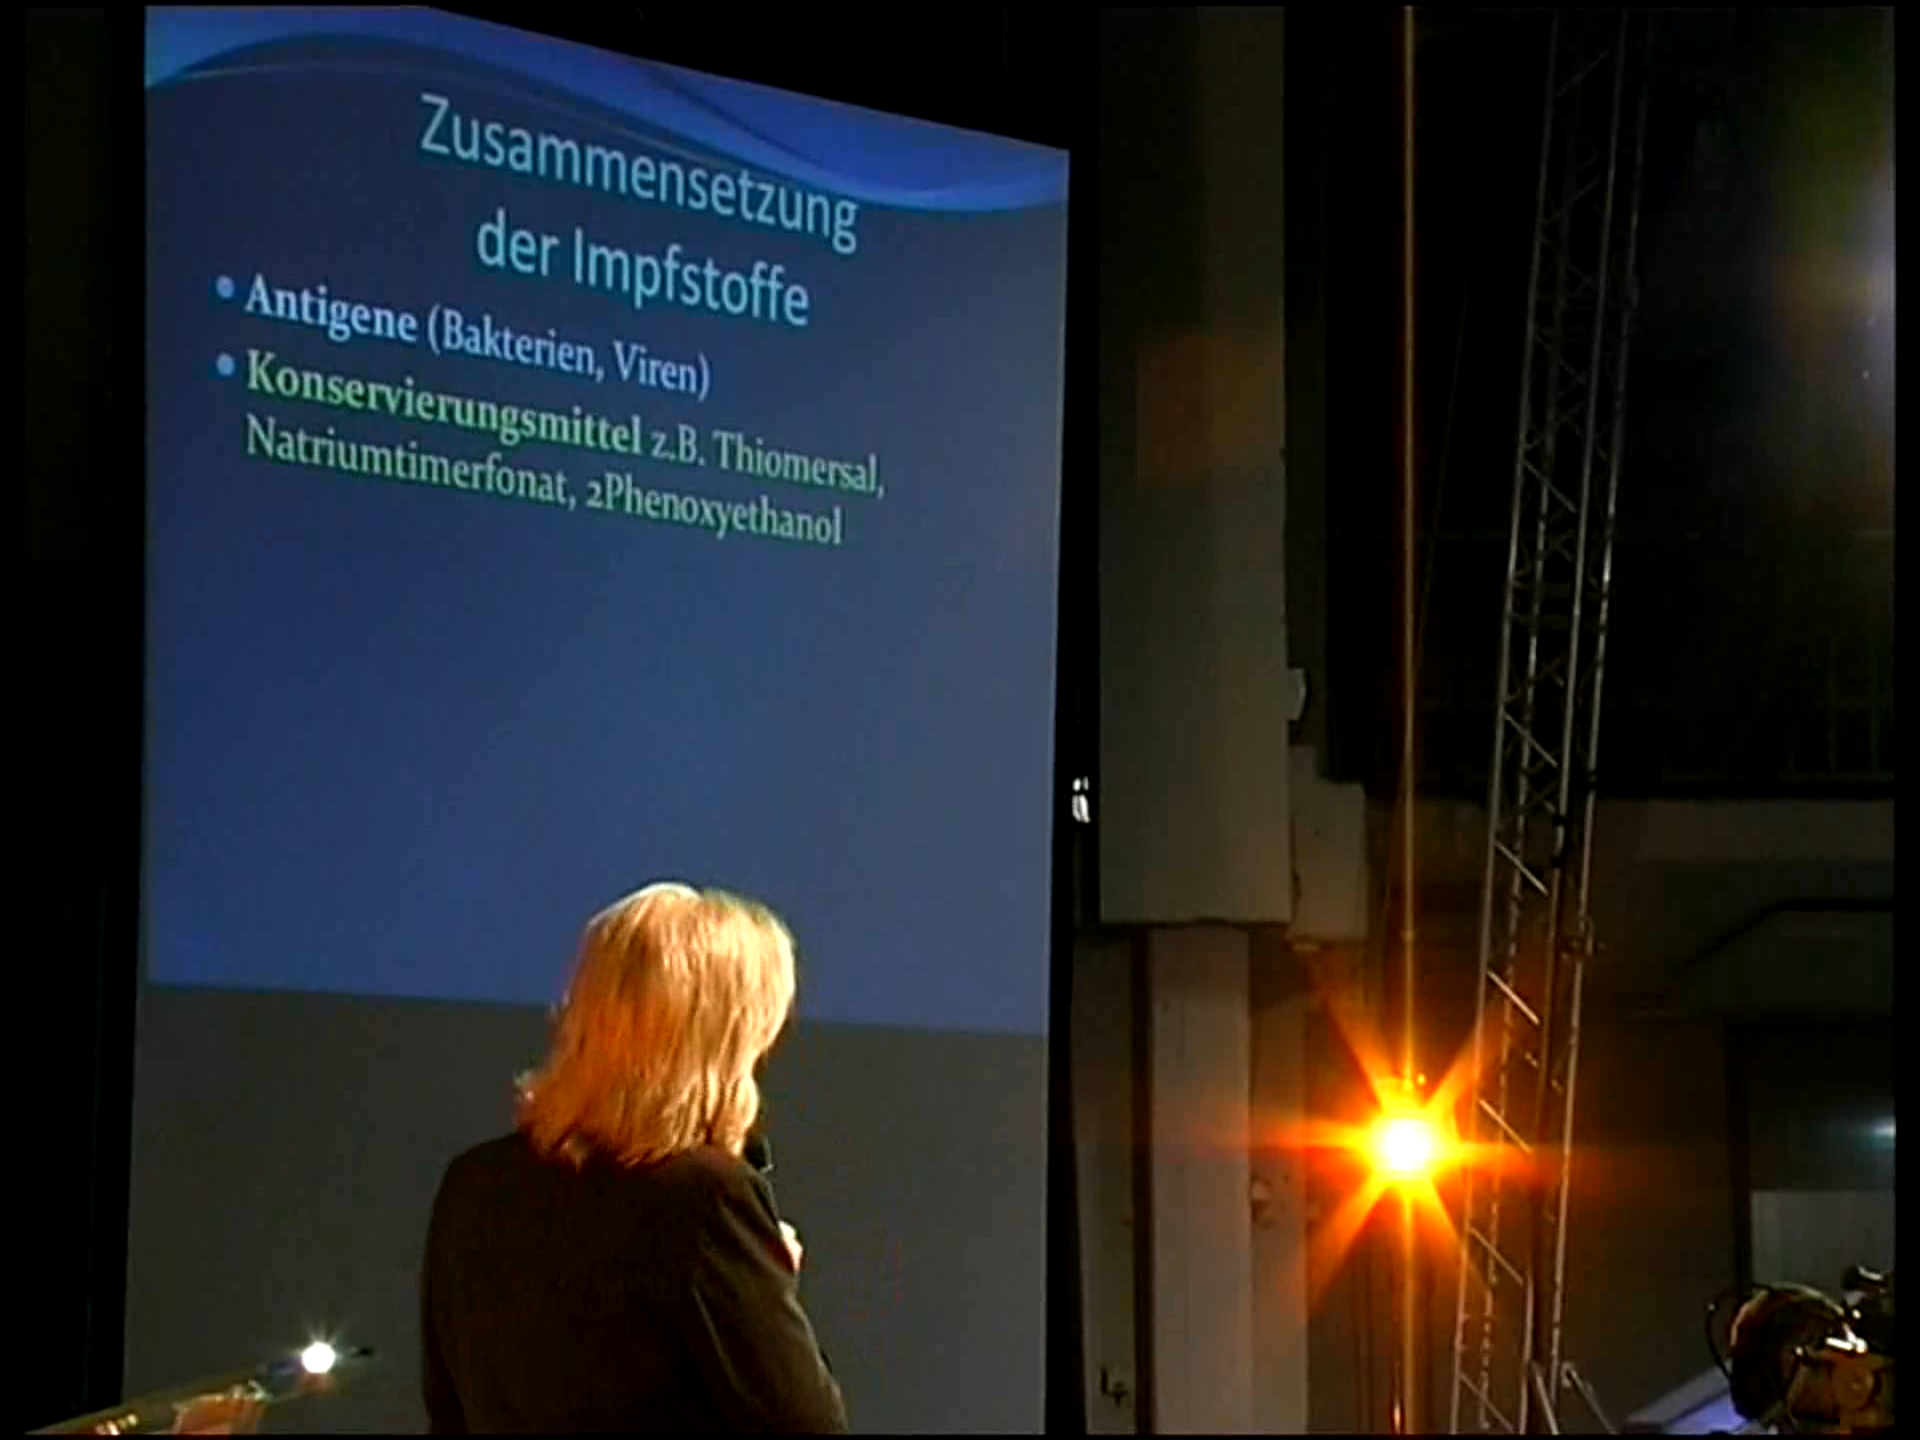 Zusammensetzung
der Impfstoffe
• Antigene (Bakterien, Viren)
• Konservierungsmittel z.B. Thiomersal,
Natriumtimerfonat, 2Phenoxyethanol